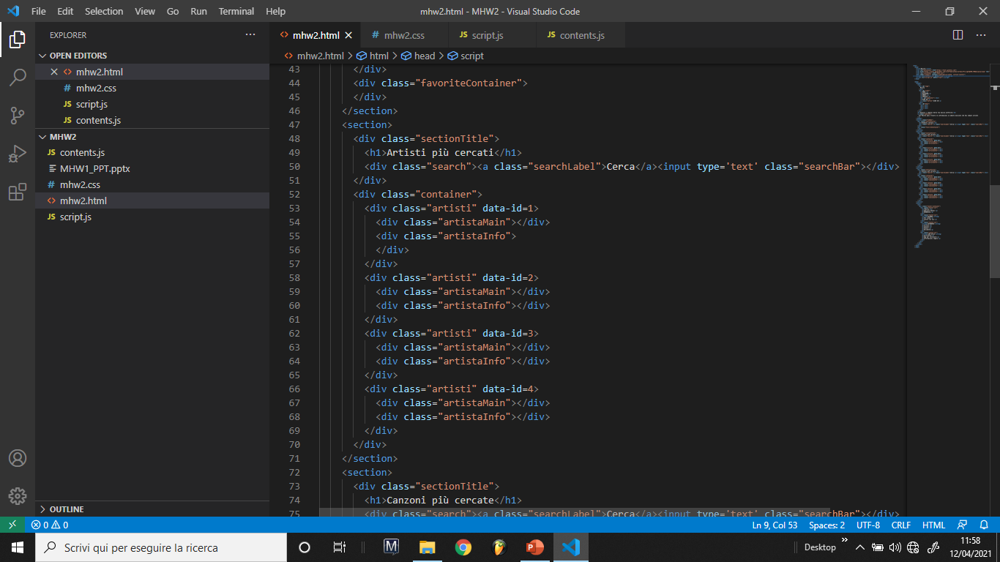 File Edit Selection View Go Run Terminal Help
mhw2.html - MHW2 - Visual Studio Code
EXPLORER
OPEN EDITORS
mhw2.html
mhw2.css
script.js
contents.js
MHW2
contents.js
MHW1_PPT.pptx
mhw2.css
mhw2.html
script.js
OUTLINE
mhw2.html mhw2.css script.js contents.js
mhw2.html > html > head > script
43 </div>
44 <div class="favoriteContainer">
45 </div>
46 </section>
47 <section>
48 <div class="sectionTitle">
49 <h1>Artisti più cercati</h1>
50 <div class="search"><a class="searchLabel">Cerca</a><input type='text' class="searchBar"></div>
51 </div>
52 <div class="container">
53 <div class="artisti" data-id=1>
54 <div class="artistaMain"></div>
55 <div class="artistaInfo">
56 </div>
57 </div>
58 <div class="artisti" data-id=2>
59 <div class="artistaMain"></div>
60 <div class="artistaInfo"></div>
61 </div>
62 <div class="artisti" data-id=3>
63 <div class="artistaMain"></div>
64 <div class="artistaInfo"></div>
65 </div>
66 <div class="artisti" data-id=4>
67 <div class="artistaMain"></div>
68 <div class="artistaInfo"></div>
69 </div>
70 </div>
71 </section>
72 <section>
73 <div class="sectionTitle">
74 <h1>Canzoni più cercate</h1>
75 <div class="search"><a class="searchLabel">Cerca</a><input type='text' class="searchBar"></div>
0 0
Ln 9, Col 53 Spaces: 2 UTF-8 CRLF HTML
Scrivi qui per eseguire la ricerca
Desktop
11:58
12/04/2021